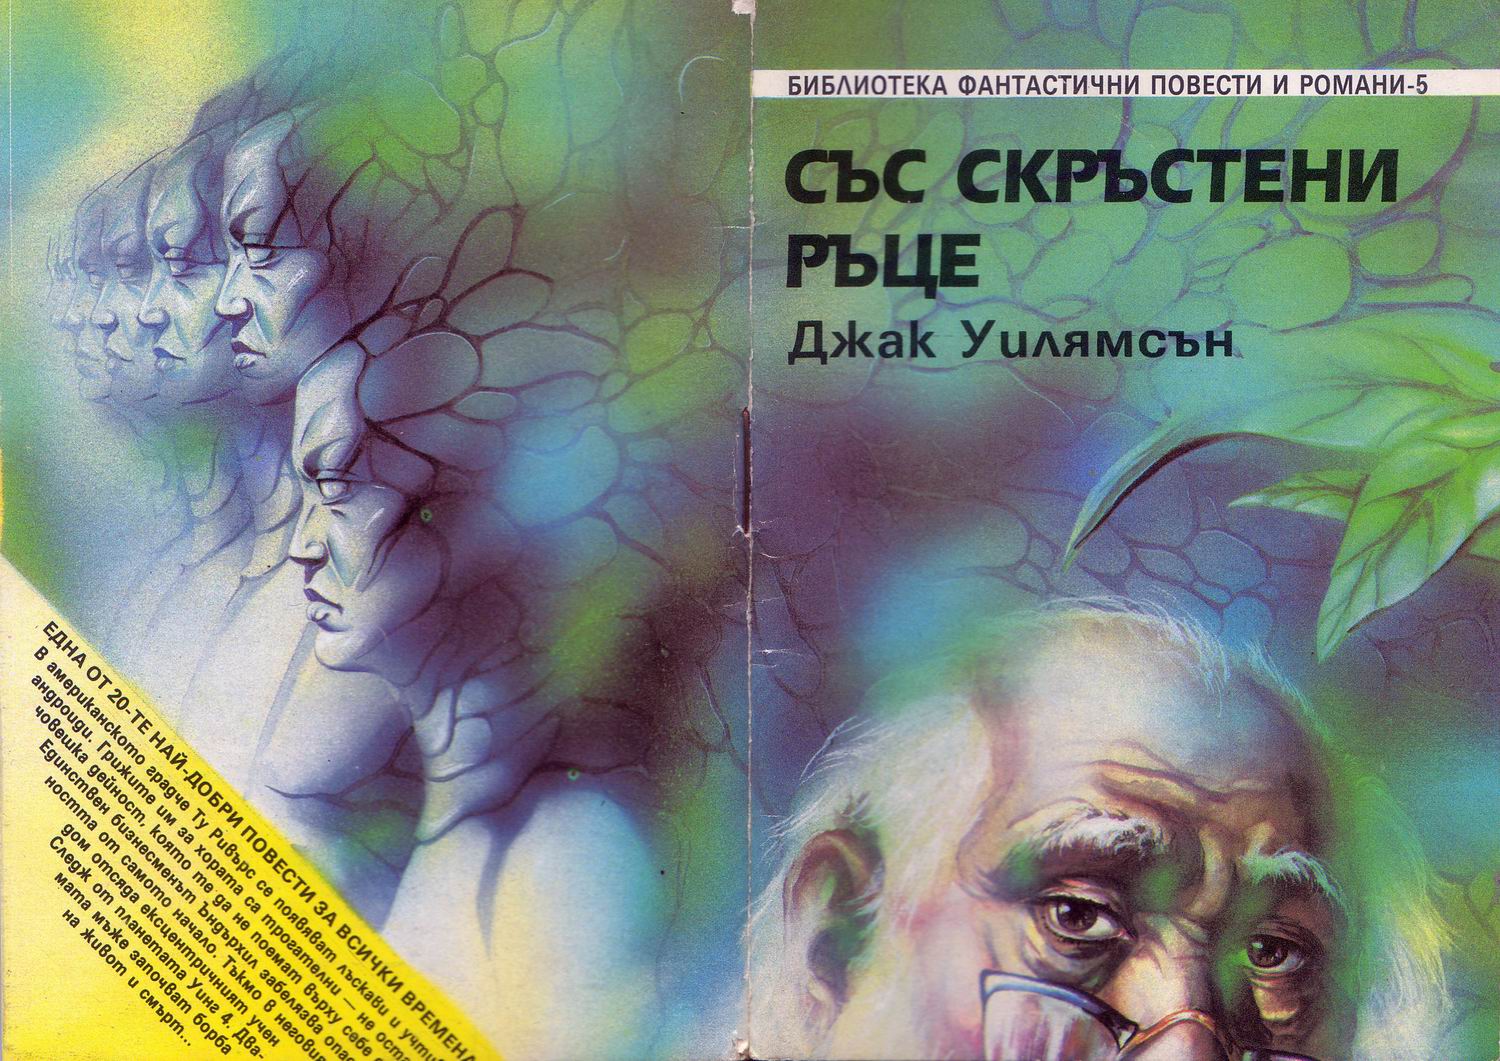 БИБЛИОТЕКА ФАНТАСТИЧНИ ПОВЕСТИ И РОМАНИ-5
СЪС СКРЪСТЕНИ
РЪЦЕ
Джак Уилямсън
ЕДНА ОТ 20-ТЕ НАЙ-ДОБРИ ПОВЕСТИ ЗА ВСИЧКИ ВРЕМЕНА
В американското градче Ту Ривърс се появяват лъскави и
андроиди. Грижите им за хората са трогателни — не
човешка дейност, която те да не поемат върху себе
Единствен бизнесменът Ъндърхил забелязва
ността от самото начало. Тъкмо в
дом отсяда ексцентричният учен
Следж от планетата Уинг 4. Два-
мата мъже започват борба
на живот и смърт...